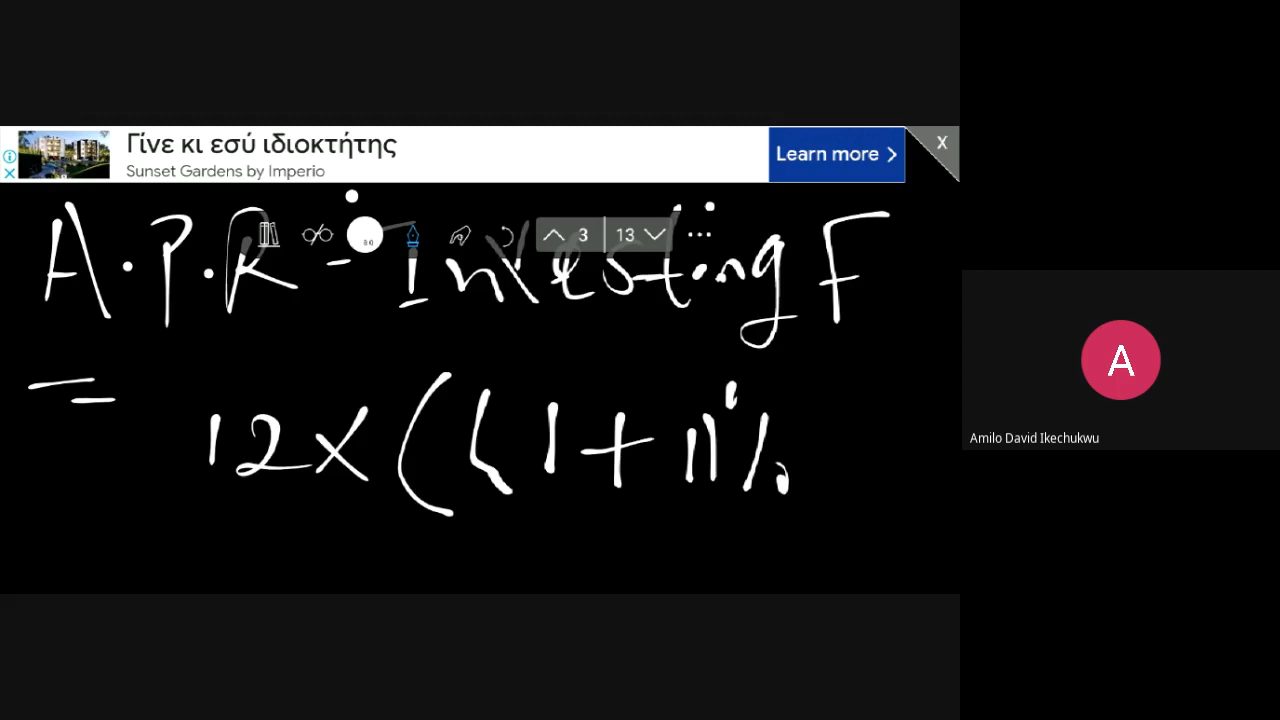 Γίνε κι εσύ ιδιοκτήτης
Sunset Gardens by Imperio
Learn more
X
3
13
A.P.R - Investing F
= 12 x ( ( 1 + 11%
A
Amilo David Ikechukwu